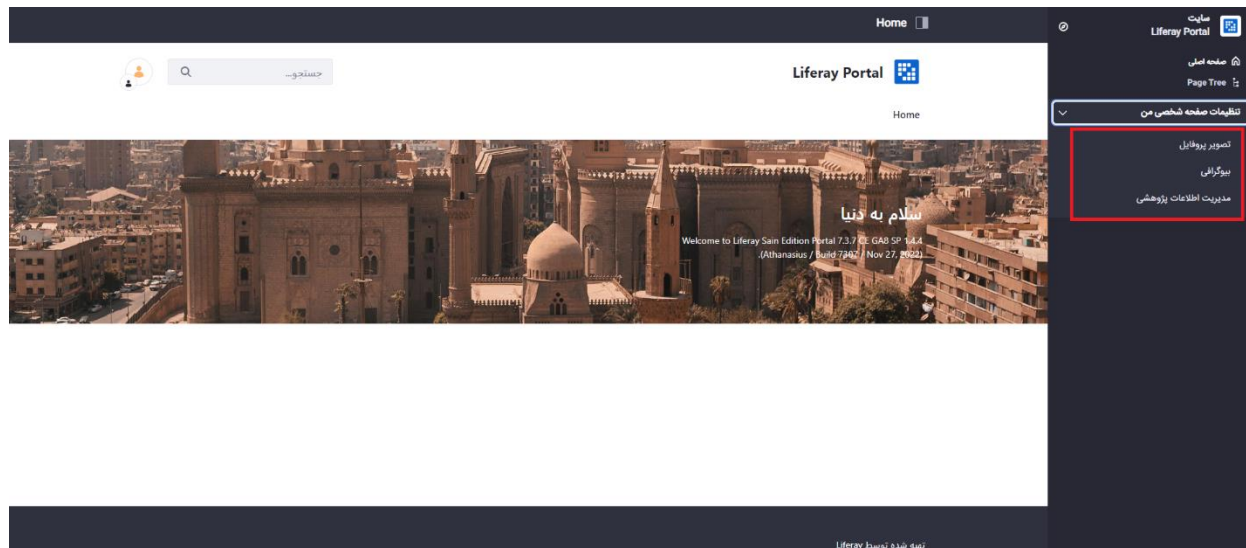 سایت
Liferay Portal
صفحه اصلی
Page Tree
تنظیمات صفحه شخصی من
تصویر پروفایل
بیوگرافی
مدیریت اطلاعات پژوهشی
Home
Liferay Portal
جستجو...
Home
سلام به دنیا
Welcome to Liferay Sain Edition Portal 7.3.7 CE GA8 SP 1.4.4
(Athanasius / Build 7307 / Nov 27, 2022).
تهیه شده توسط Liferay